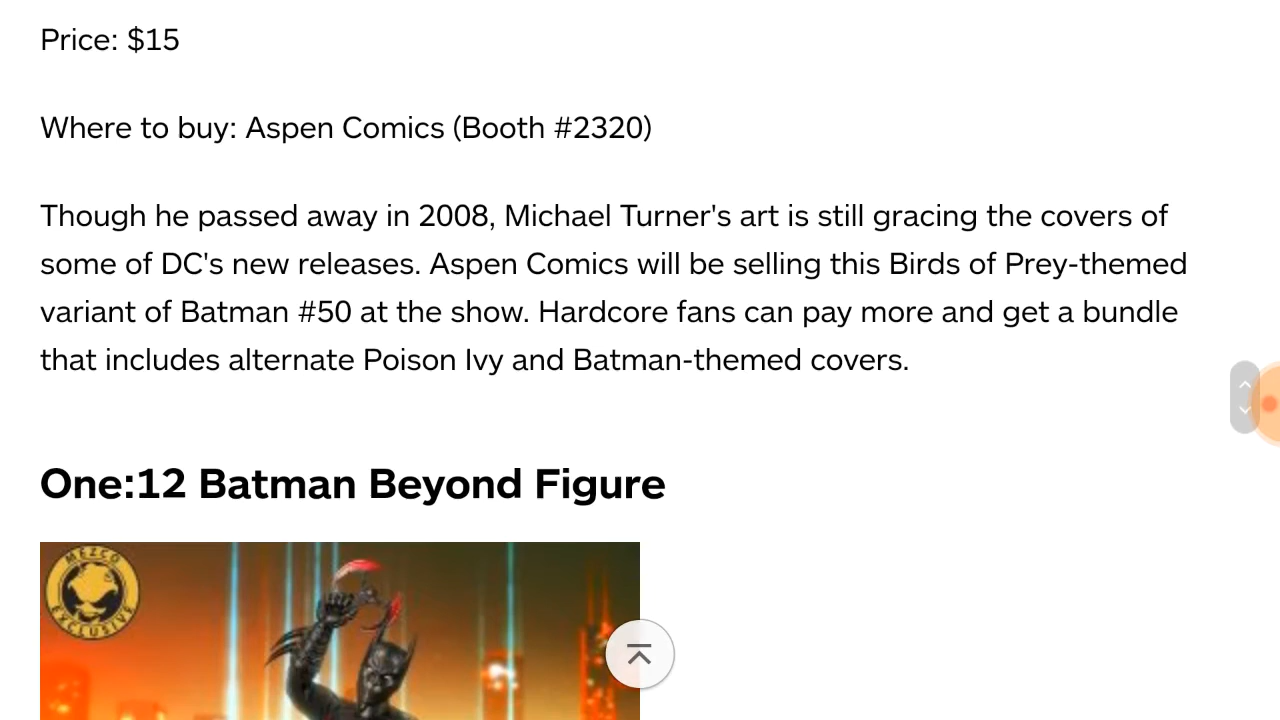 Price: $15
Where to buy: Aspen Comics (Booth #2320)
Though he passed away in 2008, Michael Turner's art is still gracing the covers of
some of DC's new releases. Aspen Comics will be selling this Birds of Prey-themed
variant of Batman #50 at the show. Hardcore fans can pay more and get a bundle
that includes alternate Poison Ivy and Batman-themed covers.
One:12 Batman Beyond Figure
MEZCO
EXCLUSIVE